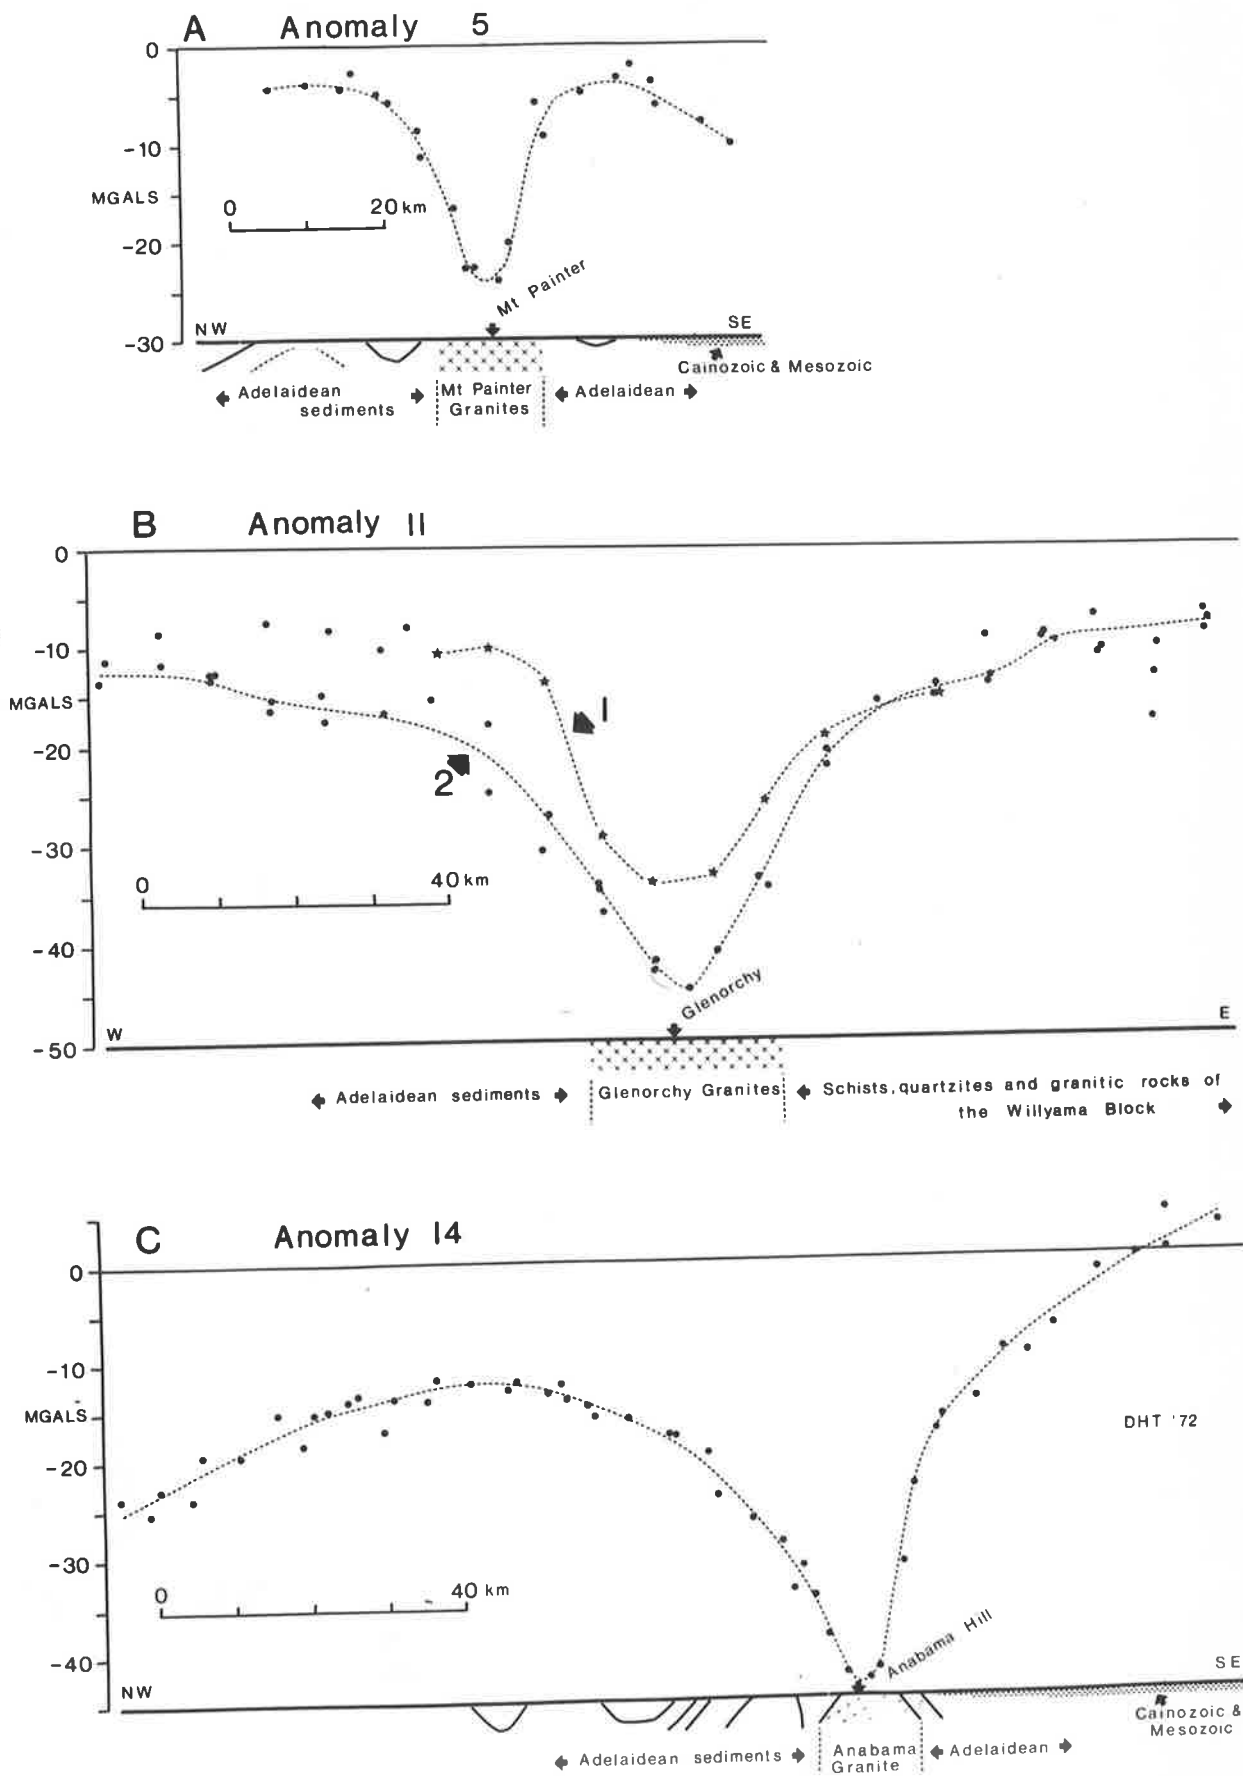 A Anomaly 5
0
-10
MGALS
0 20 km
-20
Mt Painter
NW SE
-30
Cainozoic & Mesozoic
Adelaidean
sediments
Mt Painter
Granites
Adelaidean
B Anomaly 11
0
-10
MGALS
1
-20
2
-30
0 40 km
-40
Glenorchy
W E
-50
Adelaidean sediments
Glenorchy Granites
Schists, quartzites and granitic rocks of
the Willyama Block
C Anomaly 14
0
-10
MGALS
DHT '72
-20
-30
0 40 km
-40
Anabama Hill
NW SE
Cainozoic &
Mesozoic
Adelaidean sediments
Anabama
Granite
Adelaidean